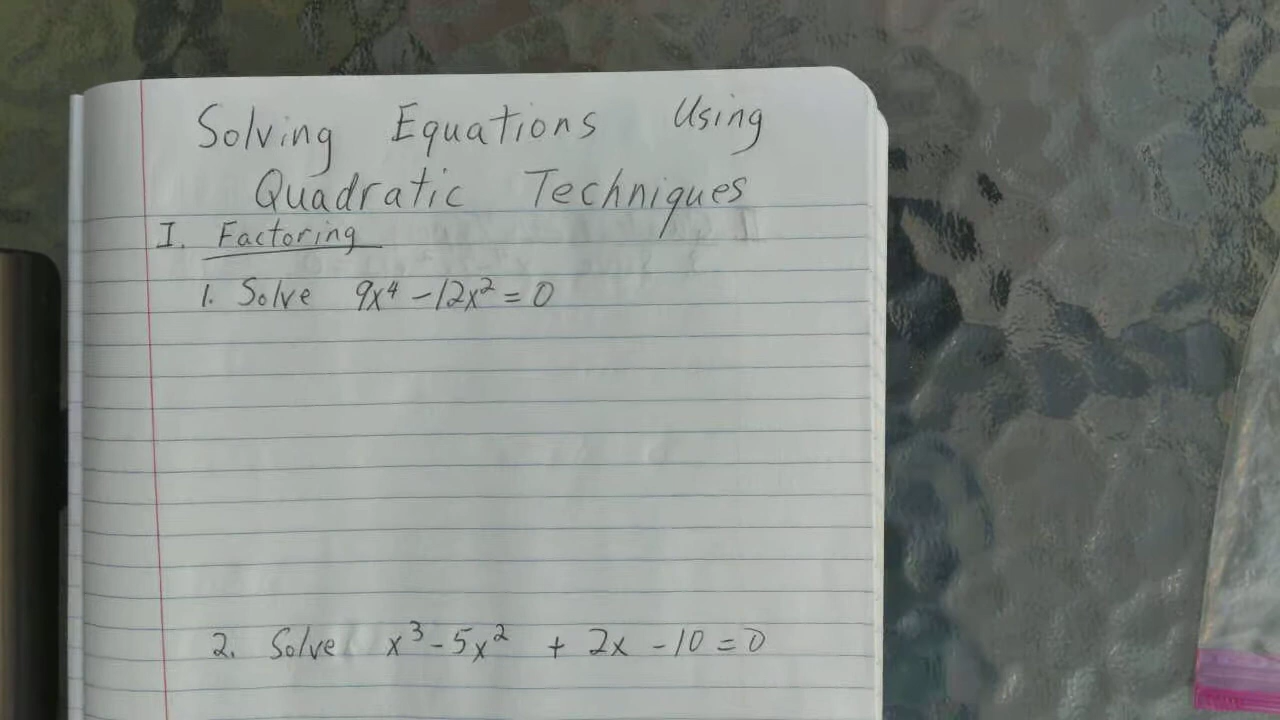 Solving Equations Using
Quadratic Techniques
I. Factoring
1. Solve 9x⁴ - 12x² = 0
2. Solve x³ - 5x² + 2x - 10 = 0